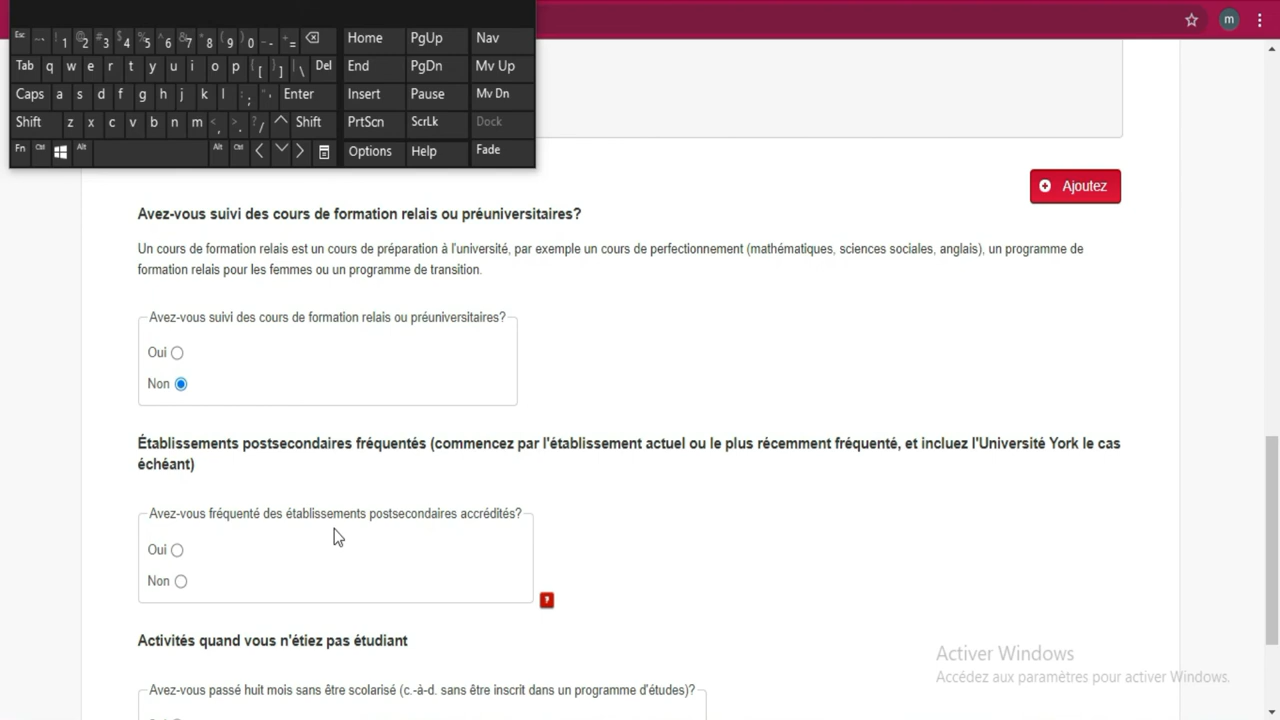 m
Esc ! 1 @ 2 # 3 $ 4 % 5 ^ 6 & 7 * 8 ( 9 ) 0 _ - + = Home PgUp Nav
Tab q w e r t y u i o p { [ } ] | \ Del End PgDn Mv Up
Caps a s d f g h j k l : ; " ' Enter Insert Pause Mv Dn
Shift z x c v b n m < , > . ? / Shift PrtScn ScrLk Dock
Fn Ctrl Alt Alt Ctrl Options Help Fade
Ajoutez
Avez-vous suivi des cours de formation relais ou préuniversitaires?
Un cours de formation relais est un cours de préparation à l'université, par exemple un cours de perfectionnement (mathématiques, sciences sociales, anglais), un programme de
formation relais pour les femmes ou un programme de transition.
Avez-vous suivi des cours de formation relais ou préuniversitaires?
Oui
Non
Établissements postsecondaires fréquentés (commencez par l'établissement actuel ou le plus récemment fréquenté, et incluez l'Université York le cas
échéant)
Avez-vous fréquenté des établissements postsecondaires accrédités?
Oui
Non
?
Activités quand vous n'étiez pas étudiant
Avez-vous passé huit mois sans être scolarisé (c.-à-d. sans être inscrit dans un programme d'études)?
Activer Windows
Accédez aux paramètres pour activer Windows.